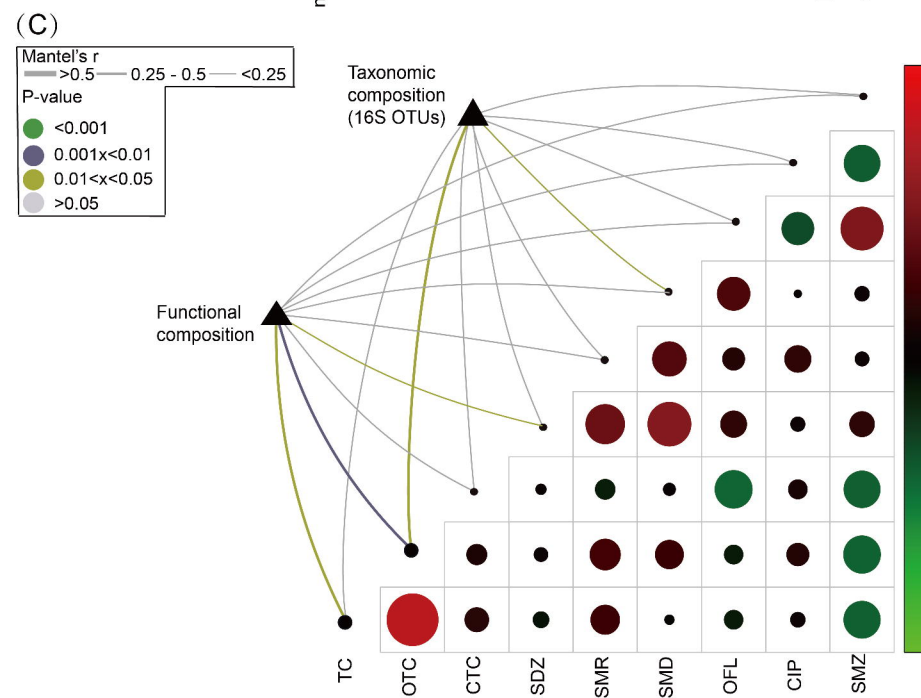 (C)
Mantel's r
>0.5 0.25 - 0.5 <0.25
P-value
<0.001
0.001x<0.01
0.01<x<0.05
>0.05
Taxonomic
composition
(16S OTUs)
Functional
composition
TC
OTC
CTC
SDZ
SMR
SMD
OFL
CIP
SMZ